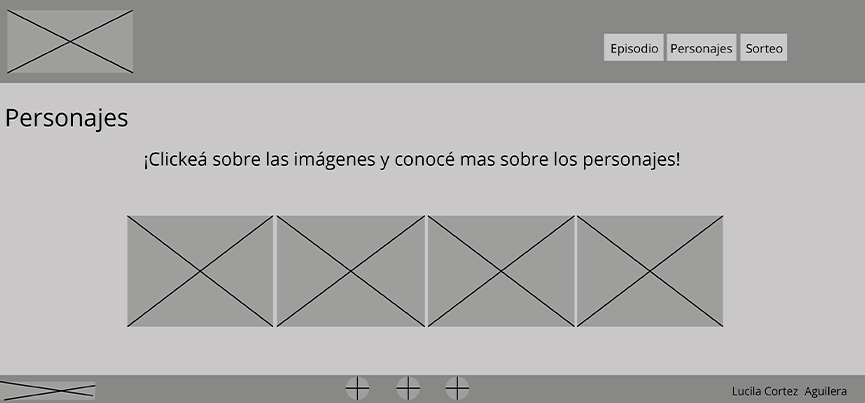 Episodio Personajes Sorteo
Personajes
¡Clickeá sobre las imágenes y conocé mas sobre los personajes!
Lucila Cortez Aguilera